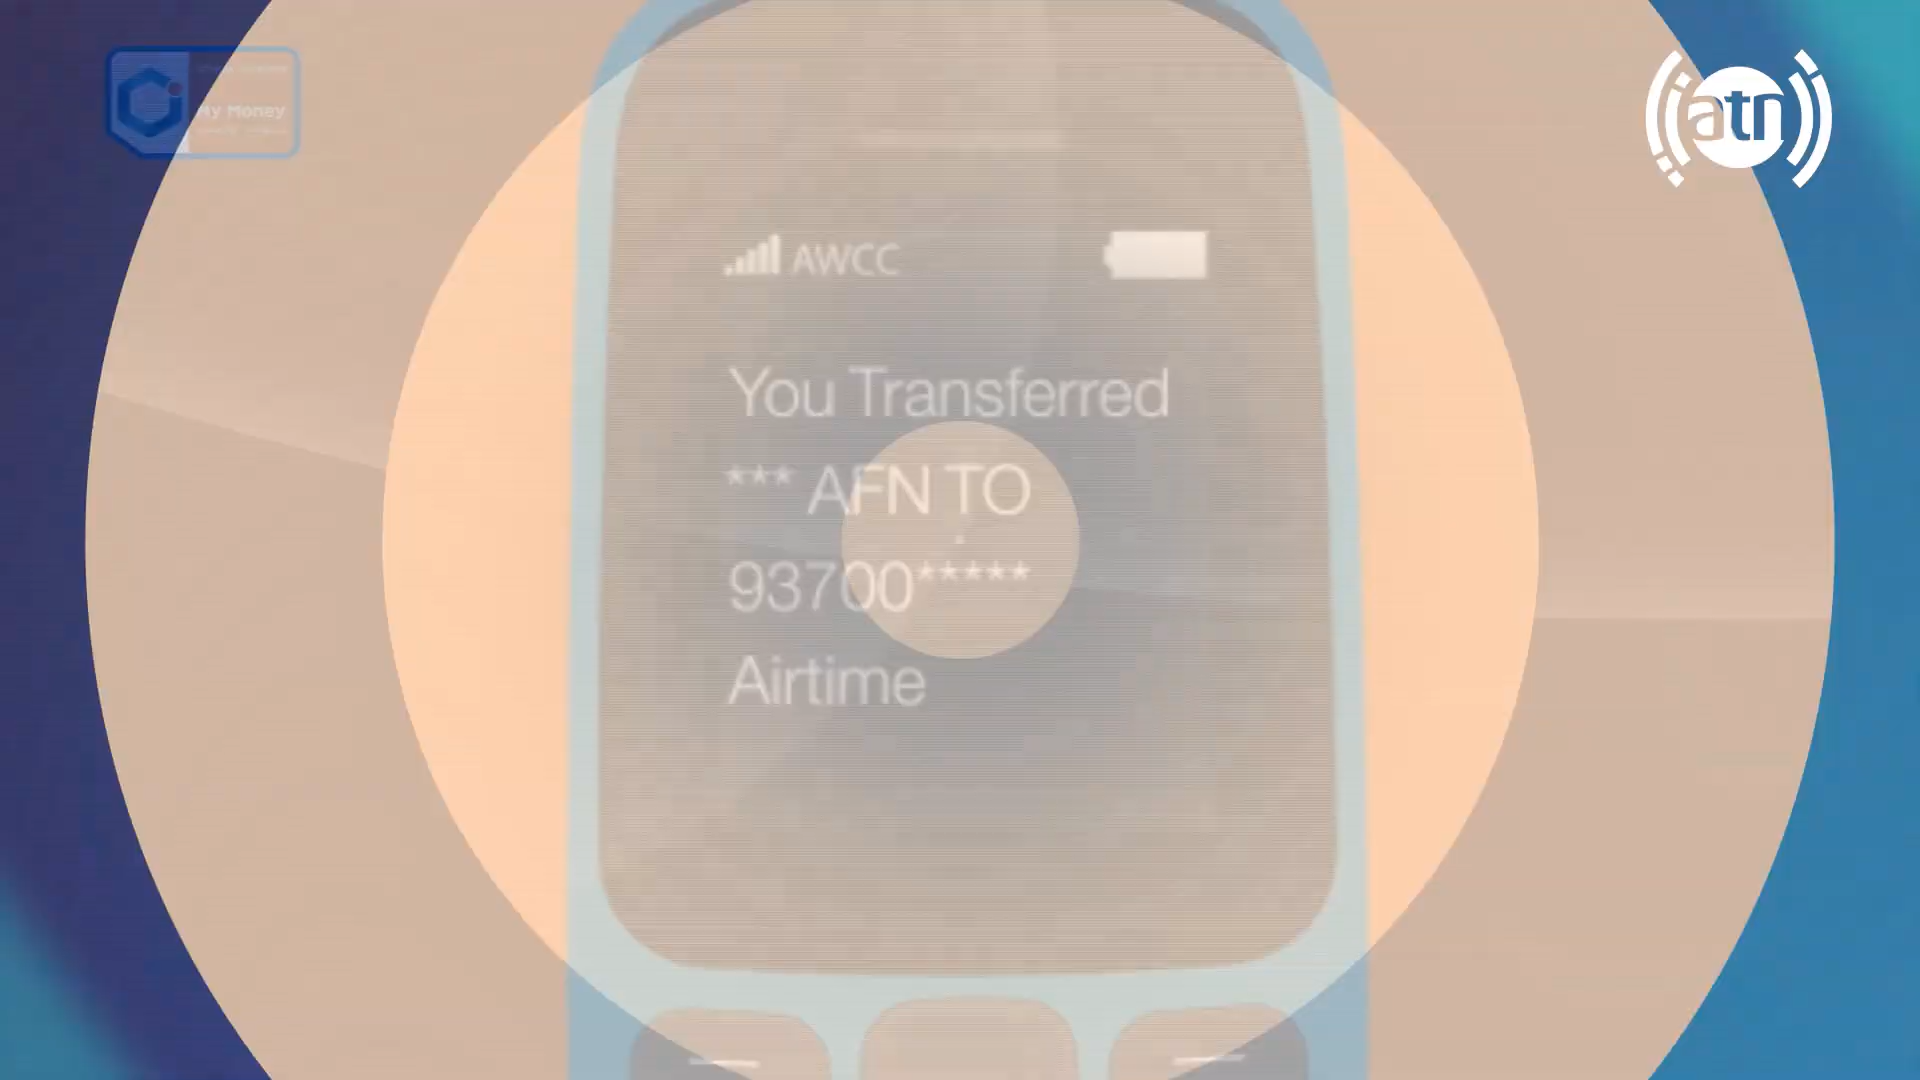 My Money
atn
AWCC
You Transferred
*** AFN TO
93700*****
Airtime